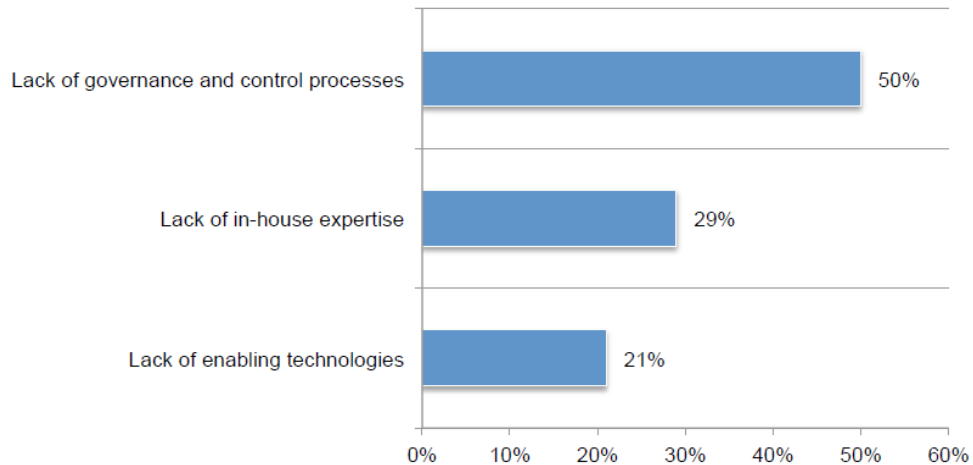 Lack of governance and control processes
50%
Lack of in-house expertise
29%
Lack of enabling technologies
21%
0% 10% 20% 30% 40% 50% 60%